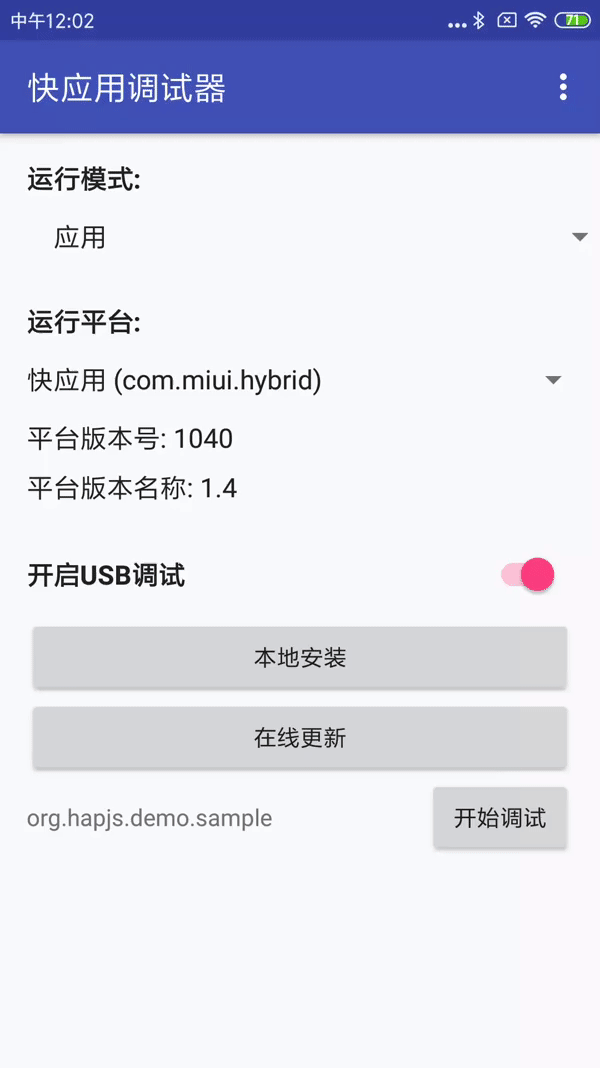 中午12:02
71
快应用调试器
运行模式:
应用
运行平台:
快应用 (com.miui.hybrid)
平台版本号: 1040
平台版本名称: 1.4
开启USB调试
本地安装
在线更新
org.hapjs.demo.sample
开始调试